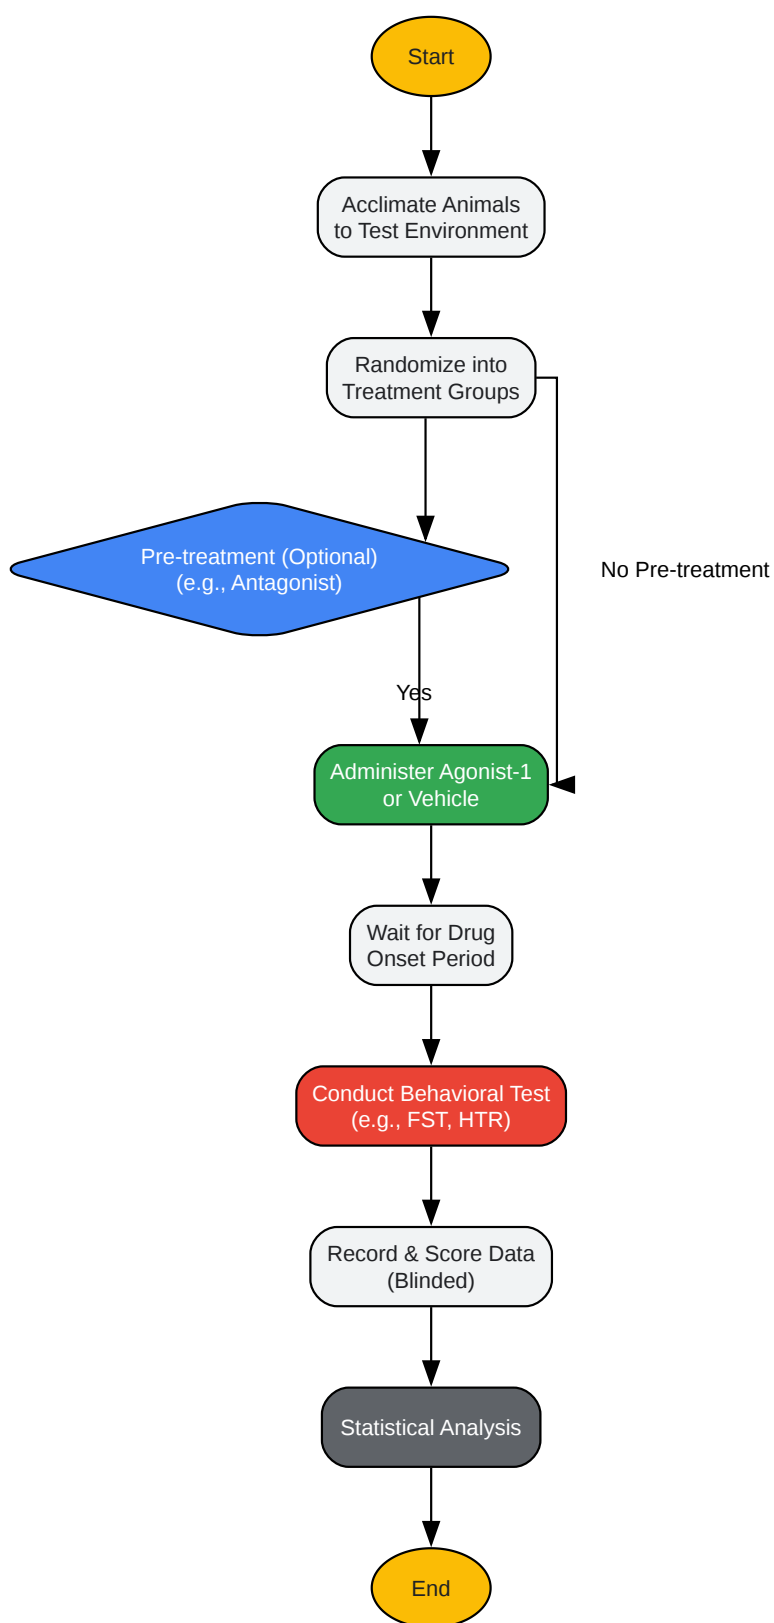 Start
Acclimate Animals
to Test Environment
Randomize into
Treatment Groups
Pre-treatment (Optional)
(e.g., Antagonist)
No Pre-treatment
Yes
Administer Agonist-1
or Vehicle
Wait for Drug
Onset Period
Conduct Behavioral Test
(e.g., FST, HTR)
Record & Score Data
(Blinded)
Statistical Analysis
End